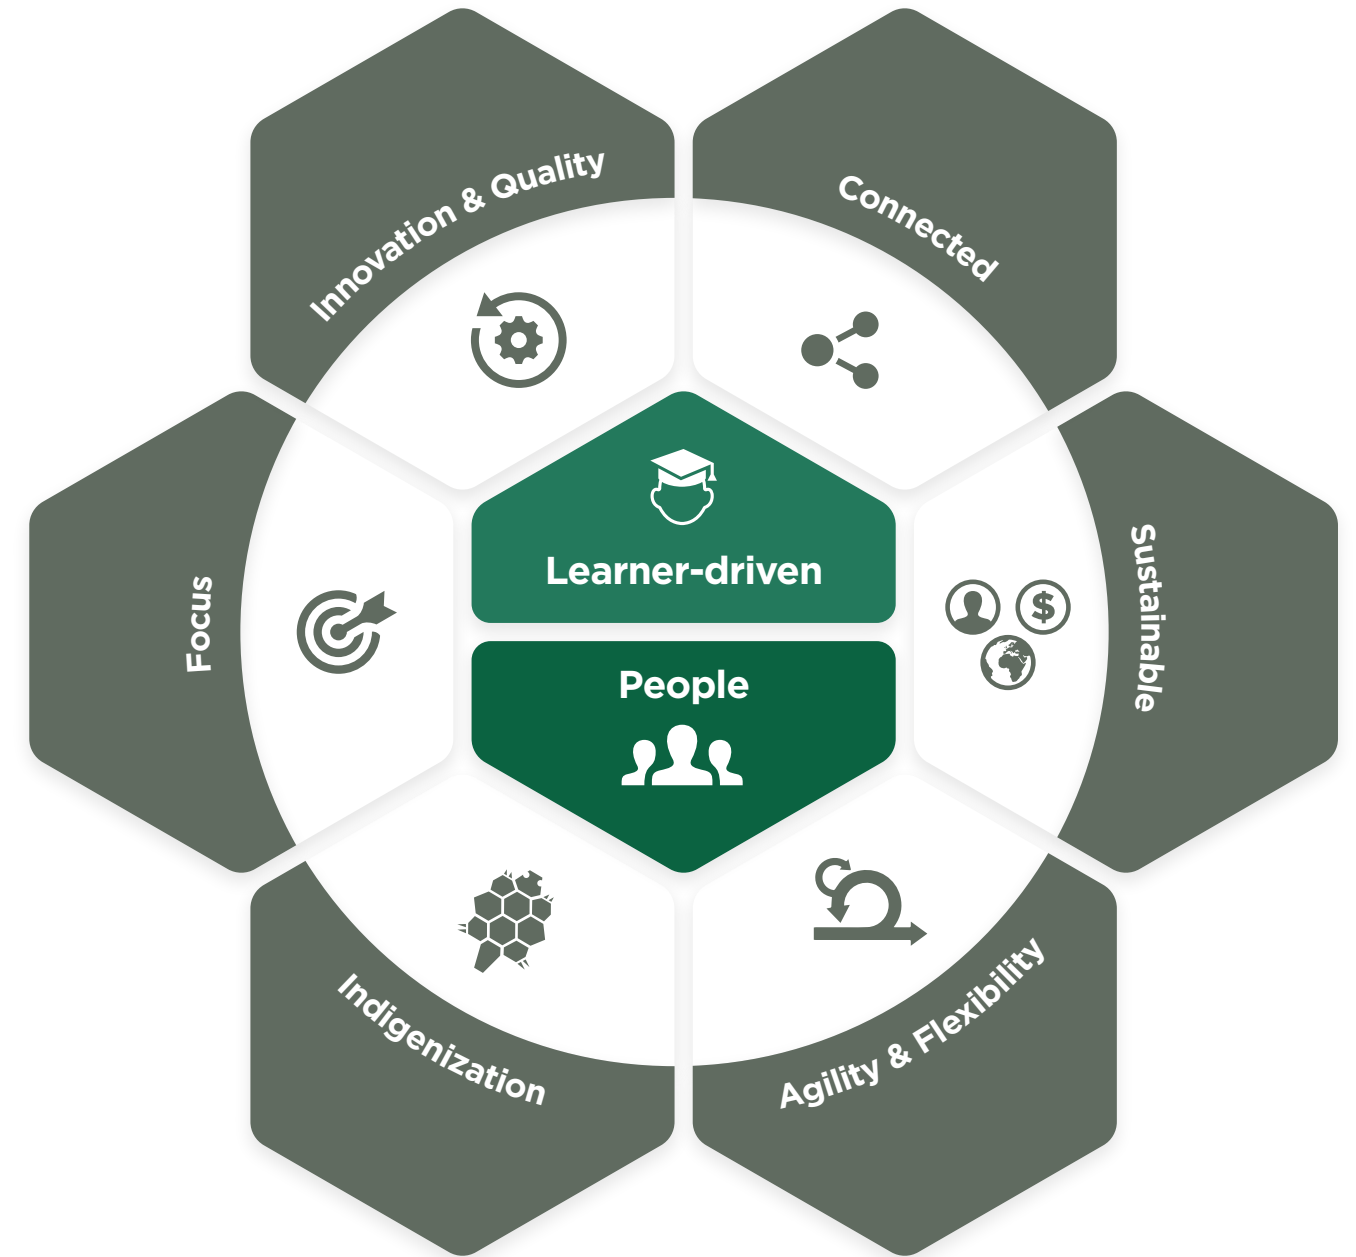 Innovation & Quality
Connected
Learner-driven
Focus
Sustainable
$
People
Indigenization
Agility & Flexibility